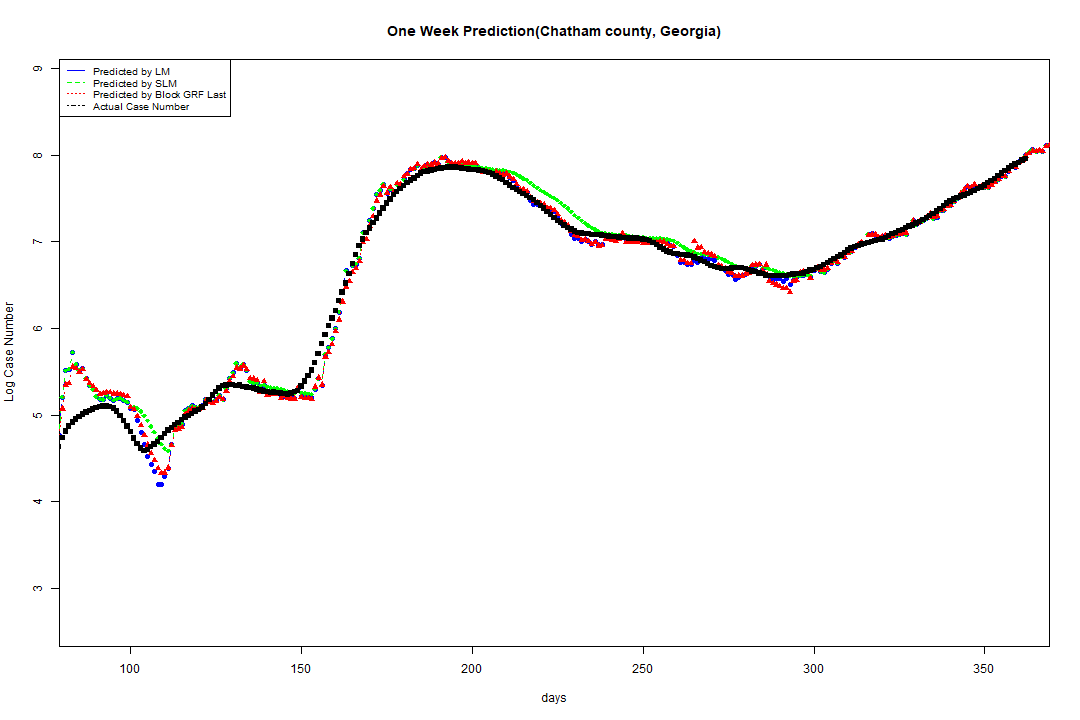 One Week Prediction(Chatham county, Georgia)
Predicted by LM
Predicted by SLM
Predicted by Block GRF Last
Actual Case Number
Log Case Number
9
8
7
6
5
4
3
100 150 200 250 300 350
days